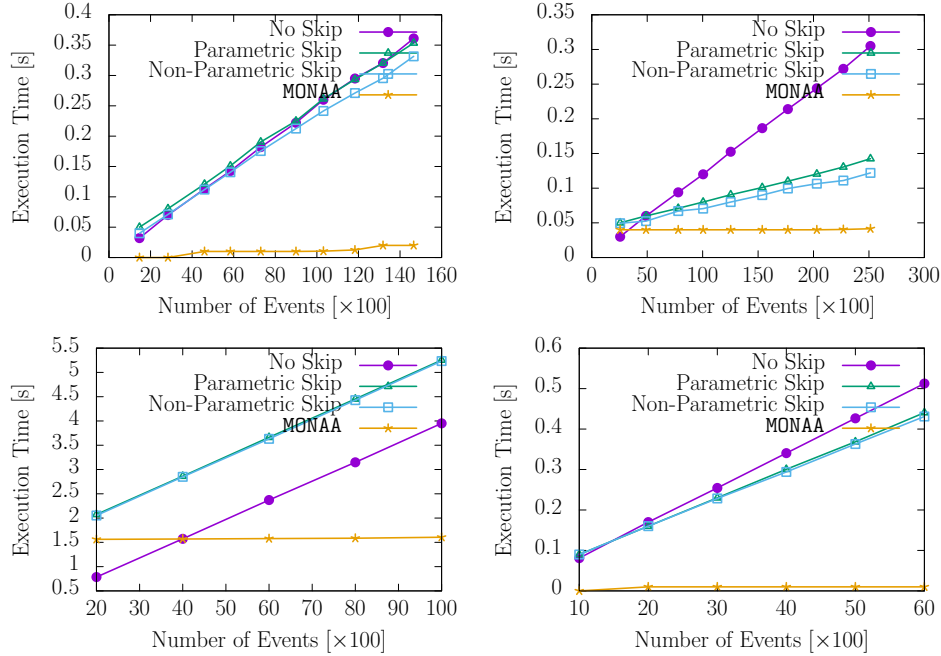 0.4
0.35
0.3
0.25
0.2
0.15
0.1
0.05
0
0 20 40 60 80 100 120 140 160
Execution Time [s]
Number of Events [×100]
No Skip
Parametric Skip
Non-Parametric Skip
MONAA
0.35
0.3
0.25
0.2
0.15
0.1
0.05
0
0 50 100 150 200 250 300
Execution Time [s]
Number of Events [×100]
No Skip
Parametric Skip
Non-Parametric Skip
MONAA
5.5
5
4.5
4
3.5
3
2.5
2
1.5
1
0.5
20 30 40 50 60 70 80 90 100
Execution Time [s]
Number of Events [×100]
No Skip
Parametric Skip
Non-Parametric Skip
MONAA
0.6
0.5
0.4
0.3
0.2
0.1
0
10 20 30 40 50 60
Execution Time [s]
Number of Events [×100]
No Skip
Parametric Skip
Non-Parametric Skip
MONAA